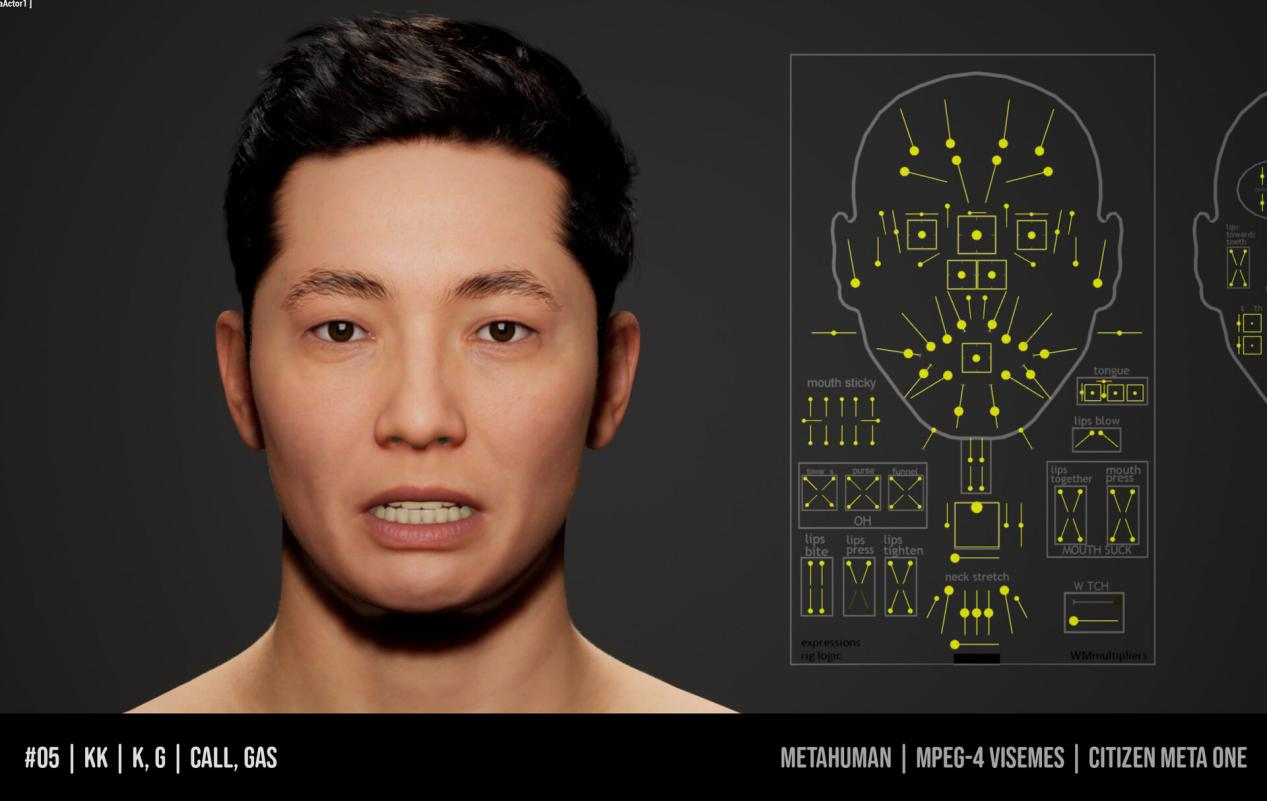 aActor1 ]
mouth sticky
tongue
lips blow
purse
funnel
OH
lips
together
mouth
press
MOUTH SUCK
lips
bite
lips
press
lips
tighten
neck stretch
W TCH
expressions
rig logic
WMmultipliers
lips
towards
teeth
#05 | KK | K, G | CALL, GAS
METAHUMAN | MPEG-4 VISEMES | CITIZEN META ONE